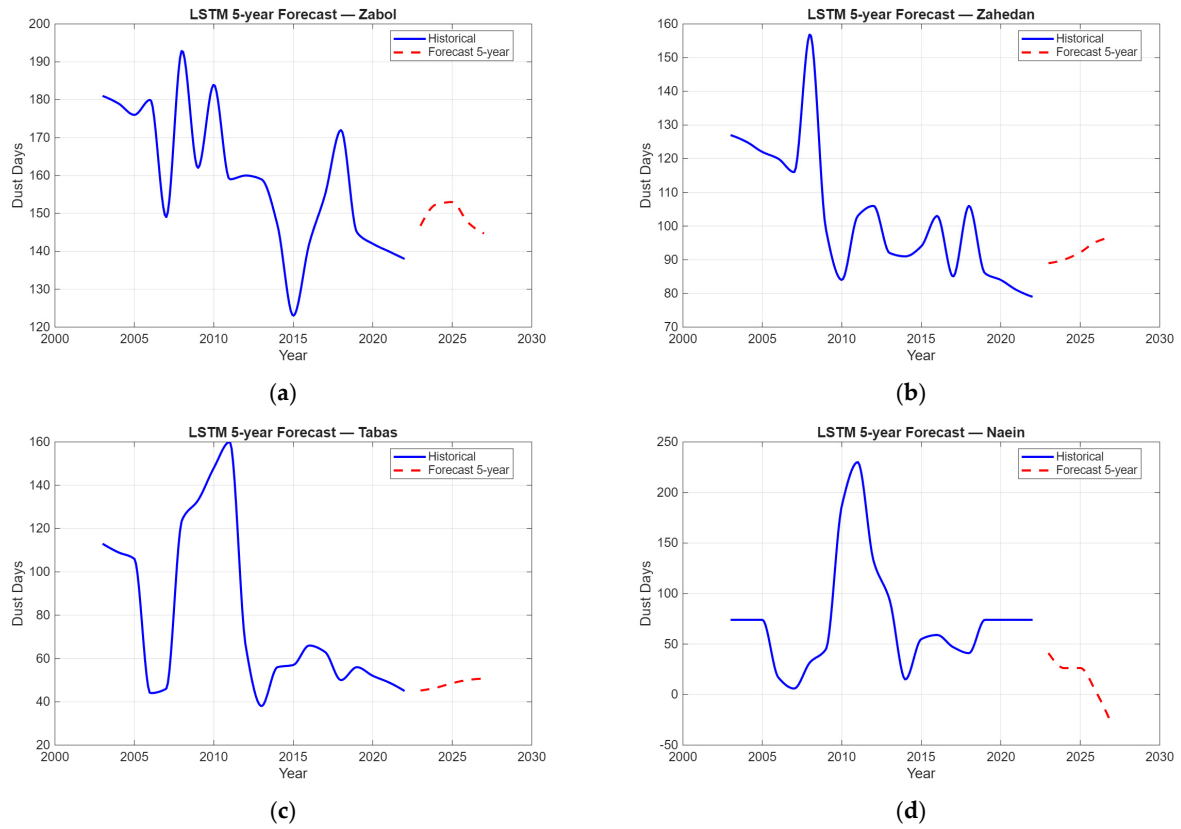 LSTM 5-year Forecast — Zabol
200
190
180
170
160
150
140
130
120
Dust Days
2000 2005 2010 2015 2020 2025 2030
Year
Historical
Forecast 5-year
(a)
LSTM 5-year Forecast — Zahedan
160
150
140
130
120
110
100
90
80
70
Dust Days
2000 2005 2010 2015 2020 2025 2030
Year
Historical
Forecast 5-year
(b)
LSTM 5-year Forecast — Tabas
160
140
120
100
80
60
40
20
Dust Days
2000 2005 2010 2015 2020 2025 2030
Year
Historical
Forecast 5-year
(c)
LSTM 5-year Forecast — Naein
250
200
150
100
50
0
-50
Dust Days
2000 2005 2010 2015 2020 2025 2030
Year
Historical
Forecast 5-year
(d)